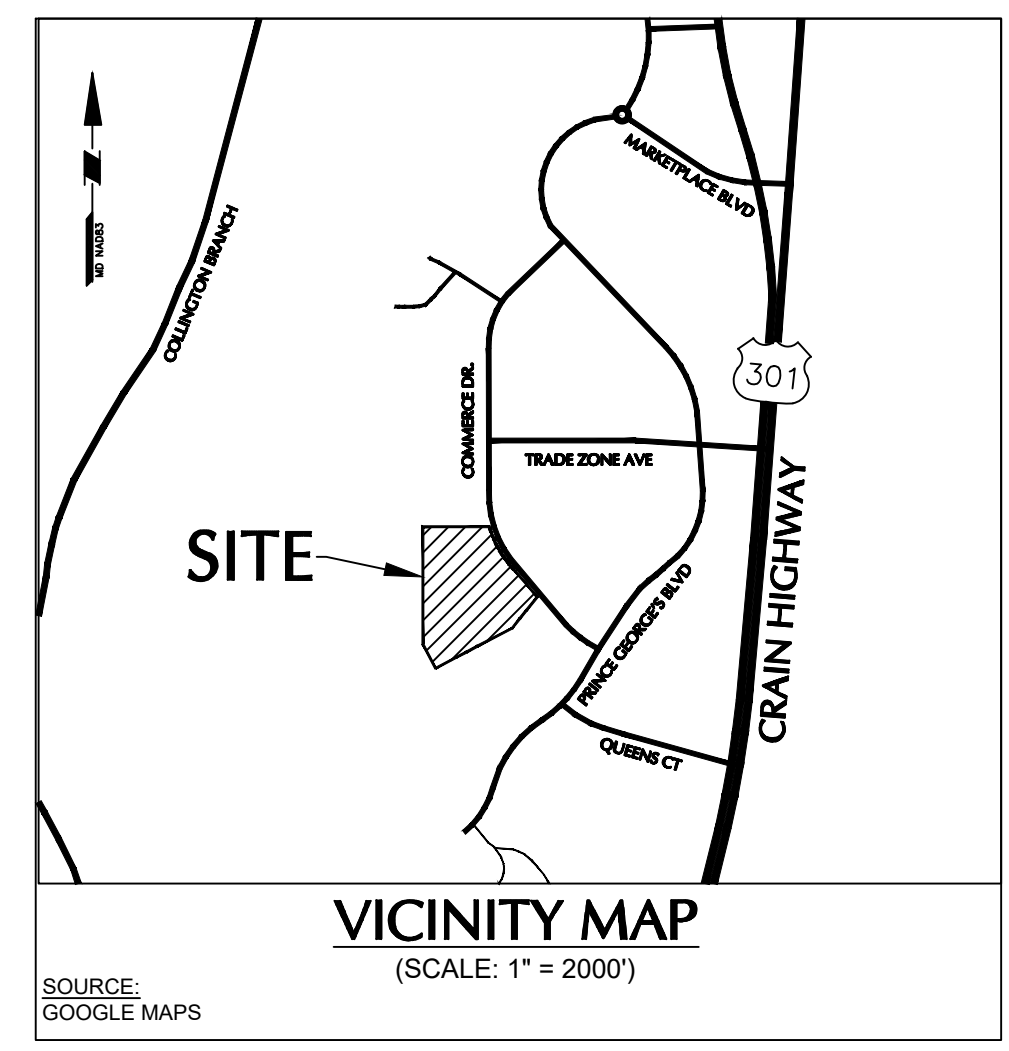 MARKETPLACE BLVD
MD NAD83
COLLINGTON BRANCH
301
COMMERCE DR.
TRADE ZONE AVE
CRAIN HIGHWAY
SITE
PRINCE GEORGE'S BLVD
QUEENS CT
VICINITY MAP
(SCALE: 1" = 2000')
SOURCE:
GOOGLE MAPS